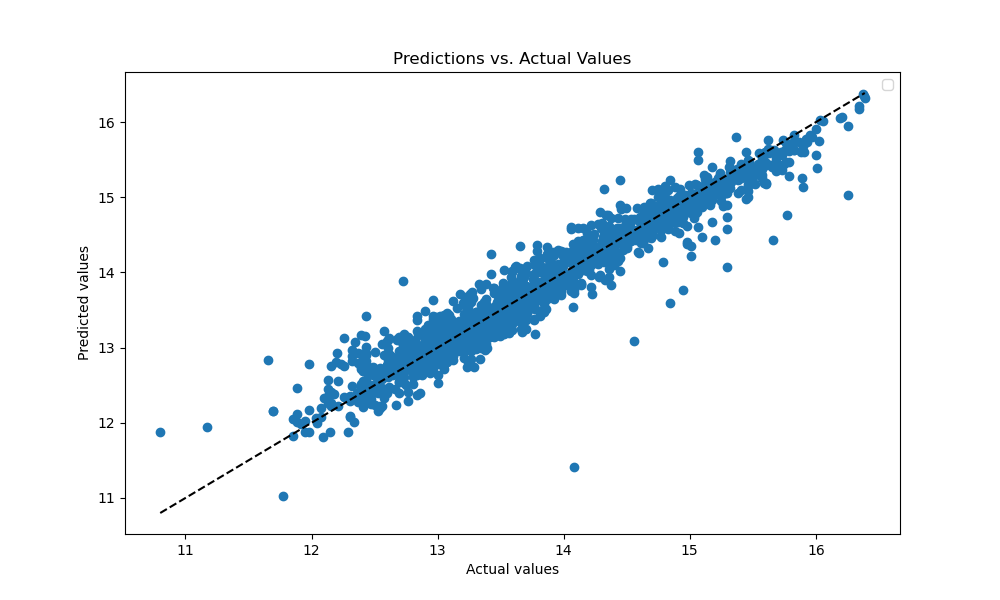 Predictions vs. Actual Values
Predicted values
16
15
14
13
12
11
11 12 13 14 15 16
Actual values